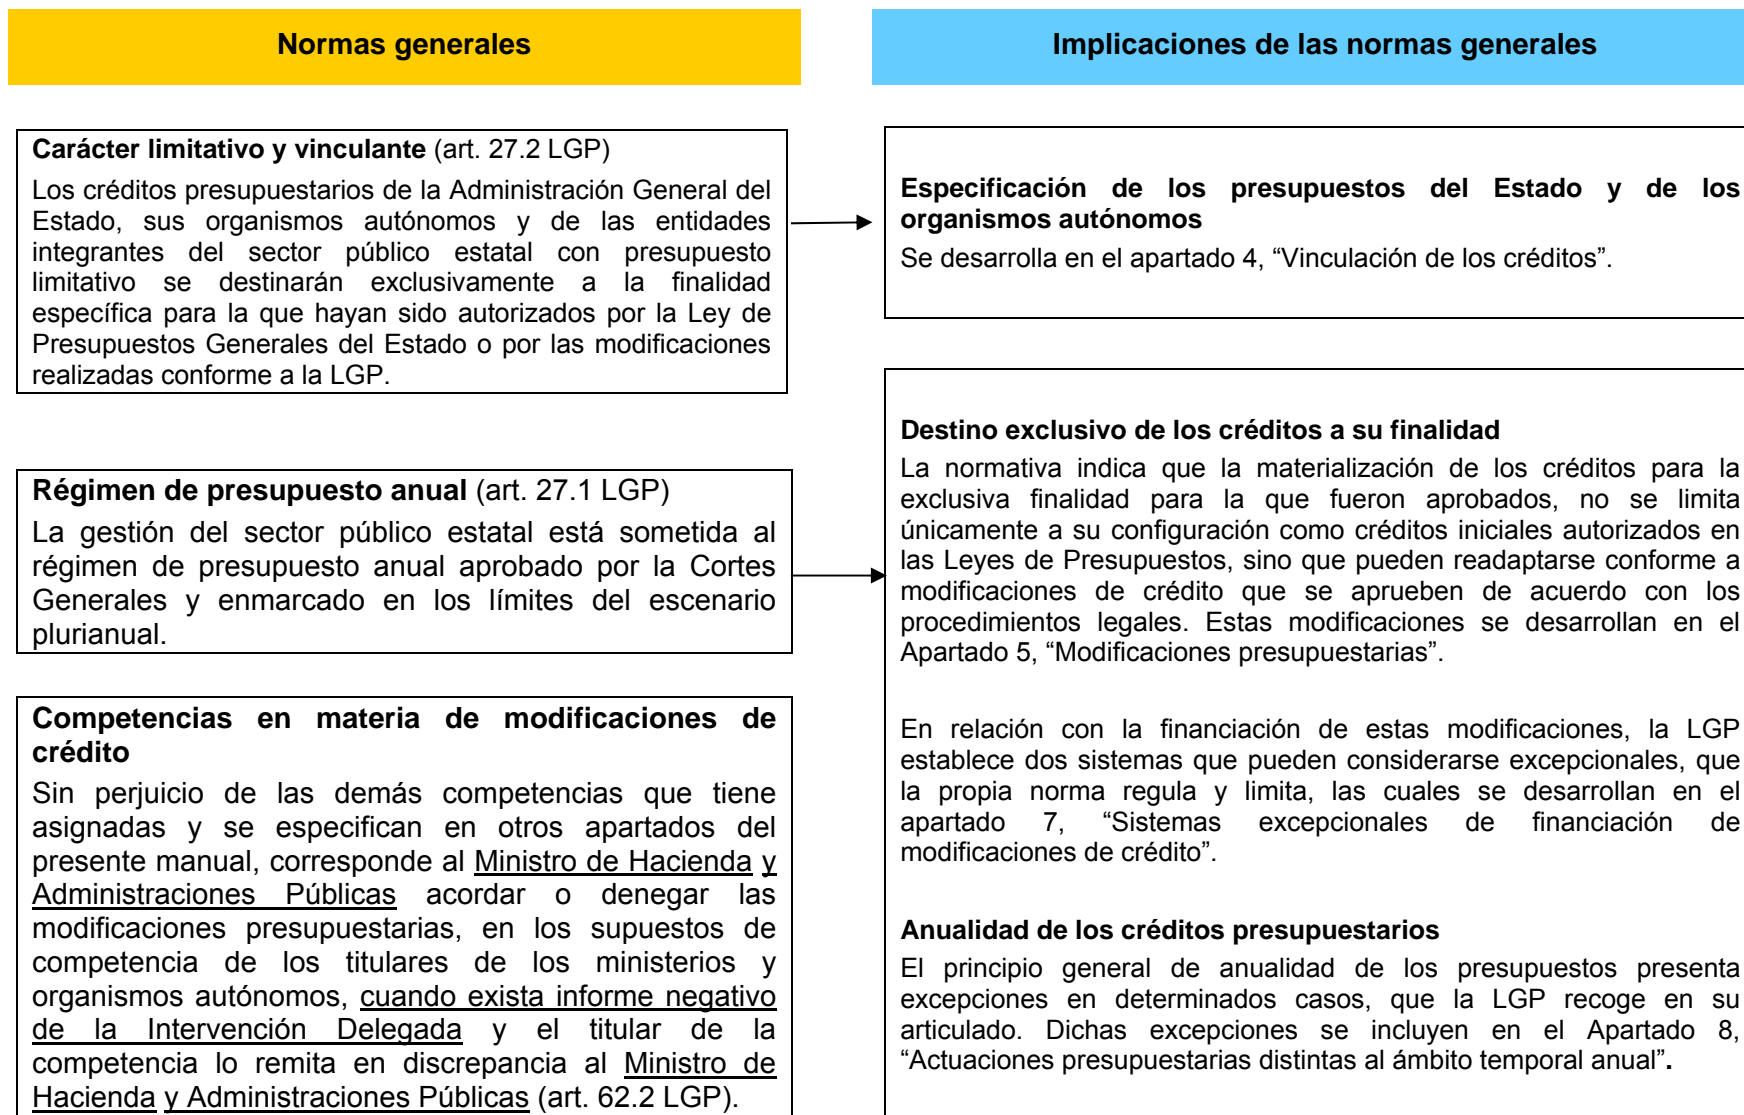 Normas generales
Carácter limitativo y vinculante (art. 27.2 LGP)
Los créditos presupuestarios de la Administración General del
Estado, sus organismos autónomos y de las entidades
integrantes del sector público estatal con presupuesto
limitativo se destinarán exclusivamente a la finalidad
específica para la que hayan sido autorizados por la Ley de
Presupuestos Generales del Estado o por las modificaciones
realizadas conforme a la LGP.
Régimen de presupuesto anual (art. 27.1 LGP)
La gestión del sector público estatal está sometida al
régimen de presupuesto anual aprobado por la Cortes
Generales y enmarcado en los límites del escenario
plurianual.
Competencias en materia de modificaciones de
crédito
Sin perjuicio de las demás competencias que tiene
asignadas y se especifican en otros apartados del
presente manual, corresponde al Ministro de Hacienda y
Administraciones Públicas acordar o denegar las
modificaciones presupuestarias, en los supuestos de
competencia de los titulares de los ministerios y
organismos autónomos, cuando exista informe negativo
de la Intervención Delegada y el titular de la
competencia lo remita en discrepancia al Ministro de
Hacienda y Administraciones Públicas (art. 62.2 LGP).
Implicaciones de las normas generales
Especificación de los presupuestos del Estado y de los
organismos autónomos
Se desarrolla en el apartado 4, “Vinculación de los créditos”.
Destino exclusivo de los créditos a su finalidad
La normativa indica que la materialización de los créditos para la
exclusiva finalidad para la que fueron aprobados, no se limita
únicamente a su configuración como créditos iniciales autorizados en
las Leyes de Presupuestos, sino que pueden readaptarse conforme a
modificaciones de crédito que se aprueben de acuerdo con los
procedimientos legales. Estas modificaciones se desarrollan en el
Apartado 5, “Modificaciones presupuestarias”.
En relación con la financiación de estas modificaciones, la LGP
establece dos sistemas que pueden considerarse excepcionales, que
la propia norma regula y limita, las cuales se desarrollan en el
apartado 7, “Sistemas excepcionales de financiación de
modificaciones de crédito”.
Anualidad de los créditos presupuestarios
El principio general de anualidad de los presupuestos presenta
excepciones en determinados casos, que la LGP recoge en su
articulado. Dichas excepciones se incluyen en el Apartado 8,
“Actuaciones presupuestarias distintas al ámbito temporal anual”.